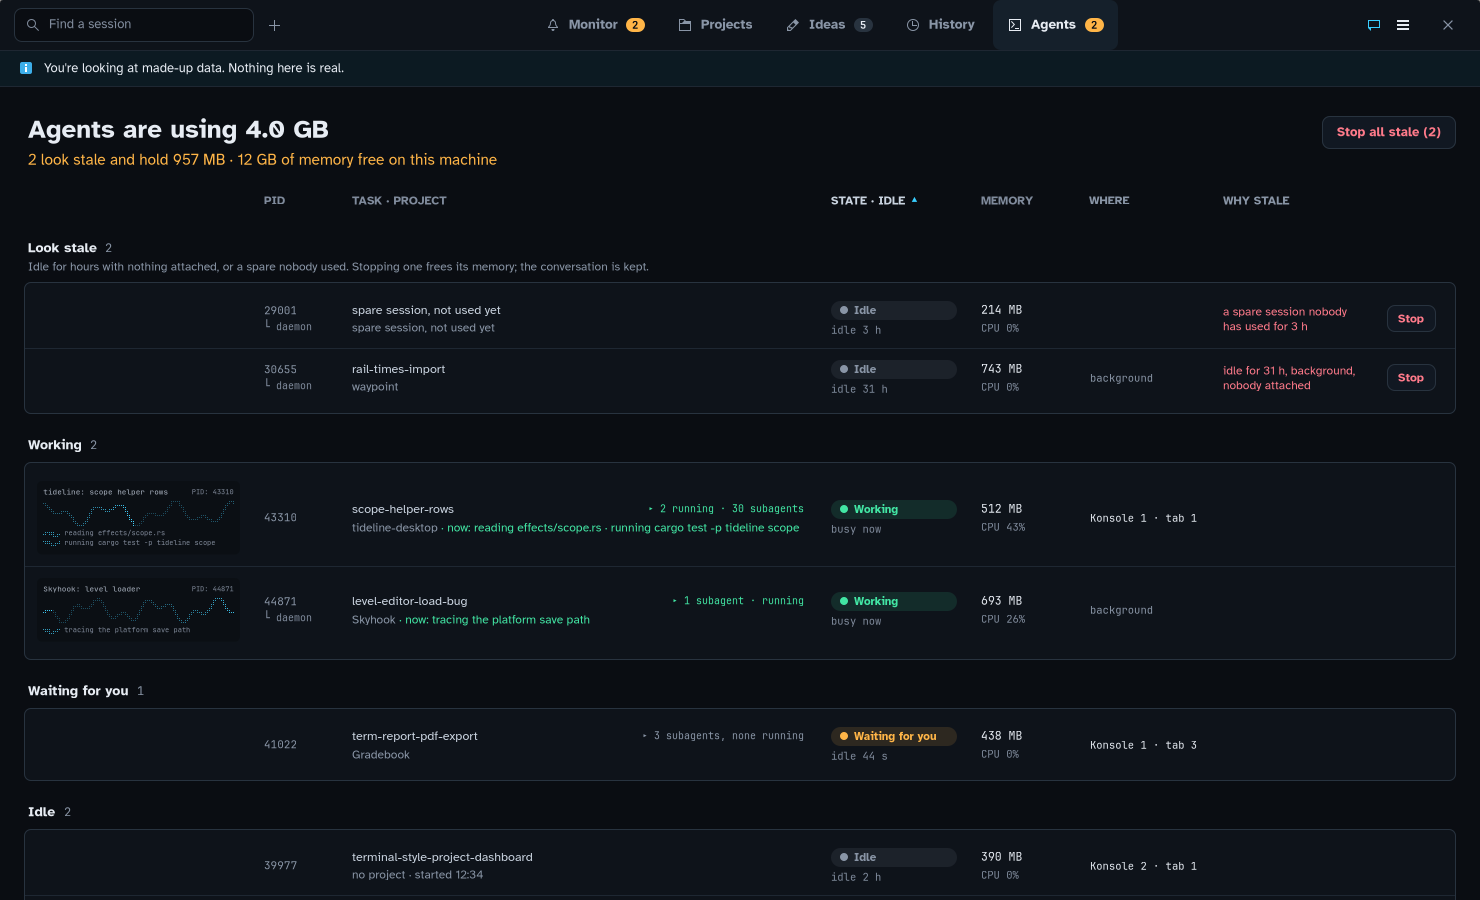 Find a session
Monitor 2
Projects
Ideas 5
History
Agents 2
You're looking at made-up data. Nothing here is real.
Agents are using 4.0 GB
Stop all stale (2)
2 look stale and hold 957 MB · 12 GB of memory free on this machine
PID TASK · PROJECT STATE · IDLE ▲ MEMORY WHERE WHY STALE
Look stale 2
Idle for hours with nothing attached, or a spare nobody used. Stopping one frees its memory; the conversation is kept.
29001
└ daemon
spare session, not used yet
spare session, not used yet
Idle
idle 3 h
214 MB
CPU 0%
a spare session nobody
has used for 3 h
Stop
30655
└ daemon
rail-times-import
waypoint
Idle
idle 31 h
743 MB
CPU 0%
background
idle for 31 h, background,
nobody attached
Stop
Working 2
tideline: scope helper rows PID: 43310
reading effects/scope.rs
running cargo test -p tideline scope
43310
scope-helper-rows ▸ 2 running · 30 subagents
tideline-desktop · now: reading effects/scope.rs · running cargo test -p tideline scope
Working
busy now
512 MB
CPU 43%
Konsole 1 · tab 1
Skyhook: level loader PID: 44871
tracing the platform save path
44871
└ daemon
level-editor-load-bug ▸ 1 subagent · running
Skyhook · now: tracing the platform save path
Working
busy now
693 MB
CPU 26%
background
Waiting for you 1
41022
term-report-pdf-export ▸ 3 subagents, none running
Gradebook
Waiting for you
idle 44 s
438 MB
CPU 0%
Konsole 1 · tab 3
Idle 2
39977
terminal-style-project-dashboard
no project · started 12:34
Idle
idle 2 h
390 MB
CPU 0%
Konsole 2 · tab 1